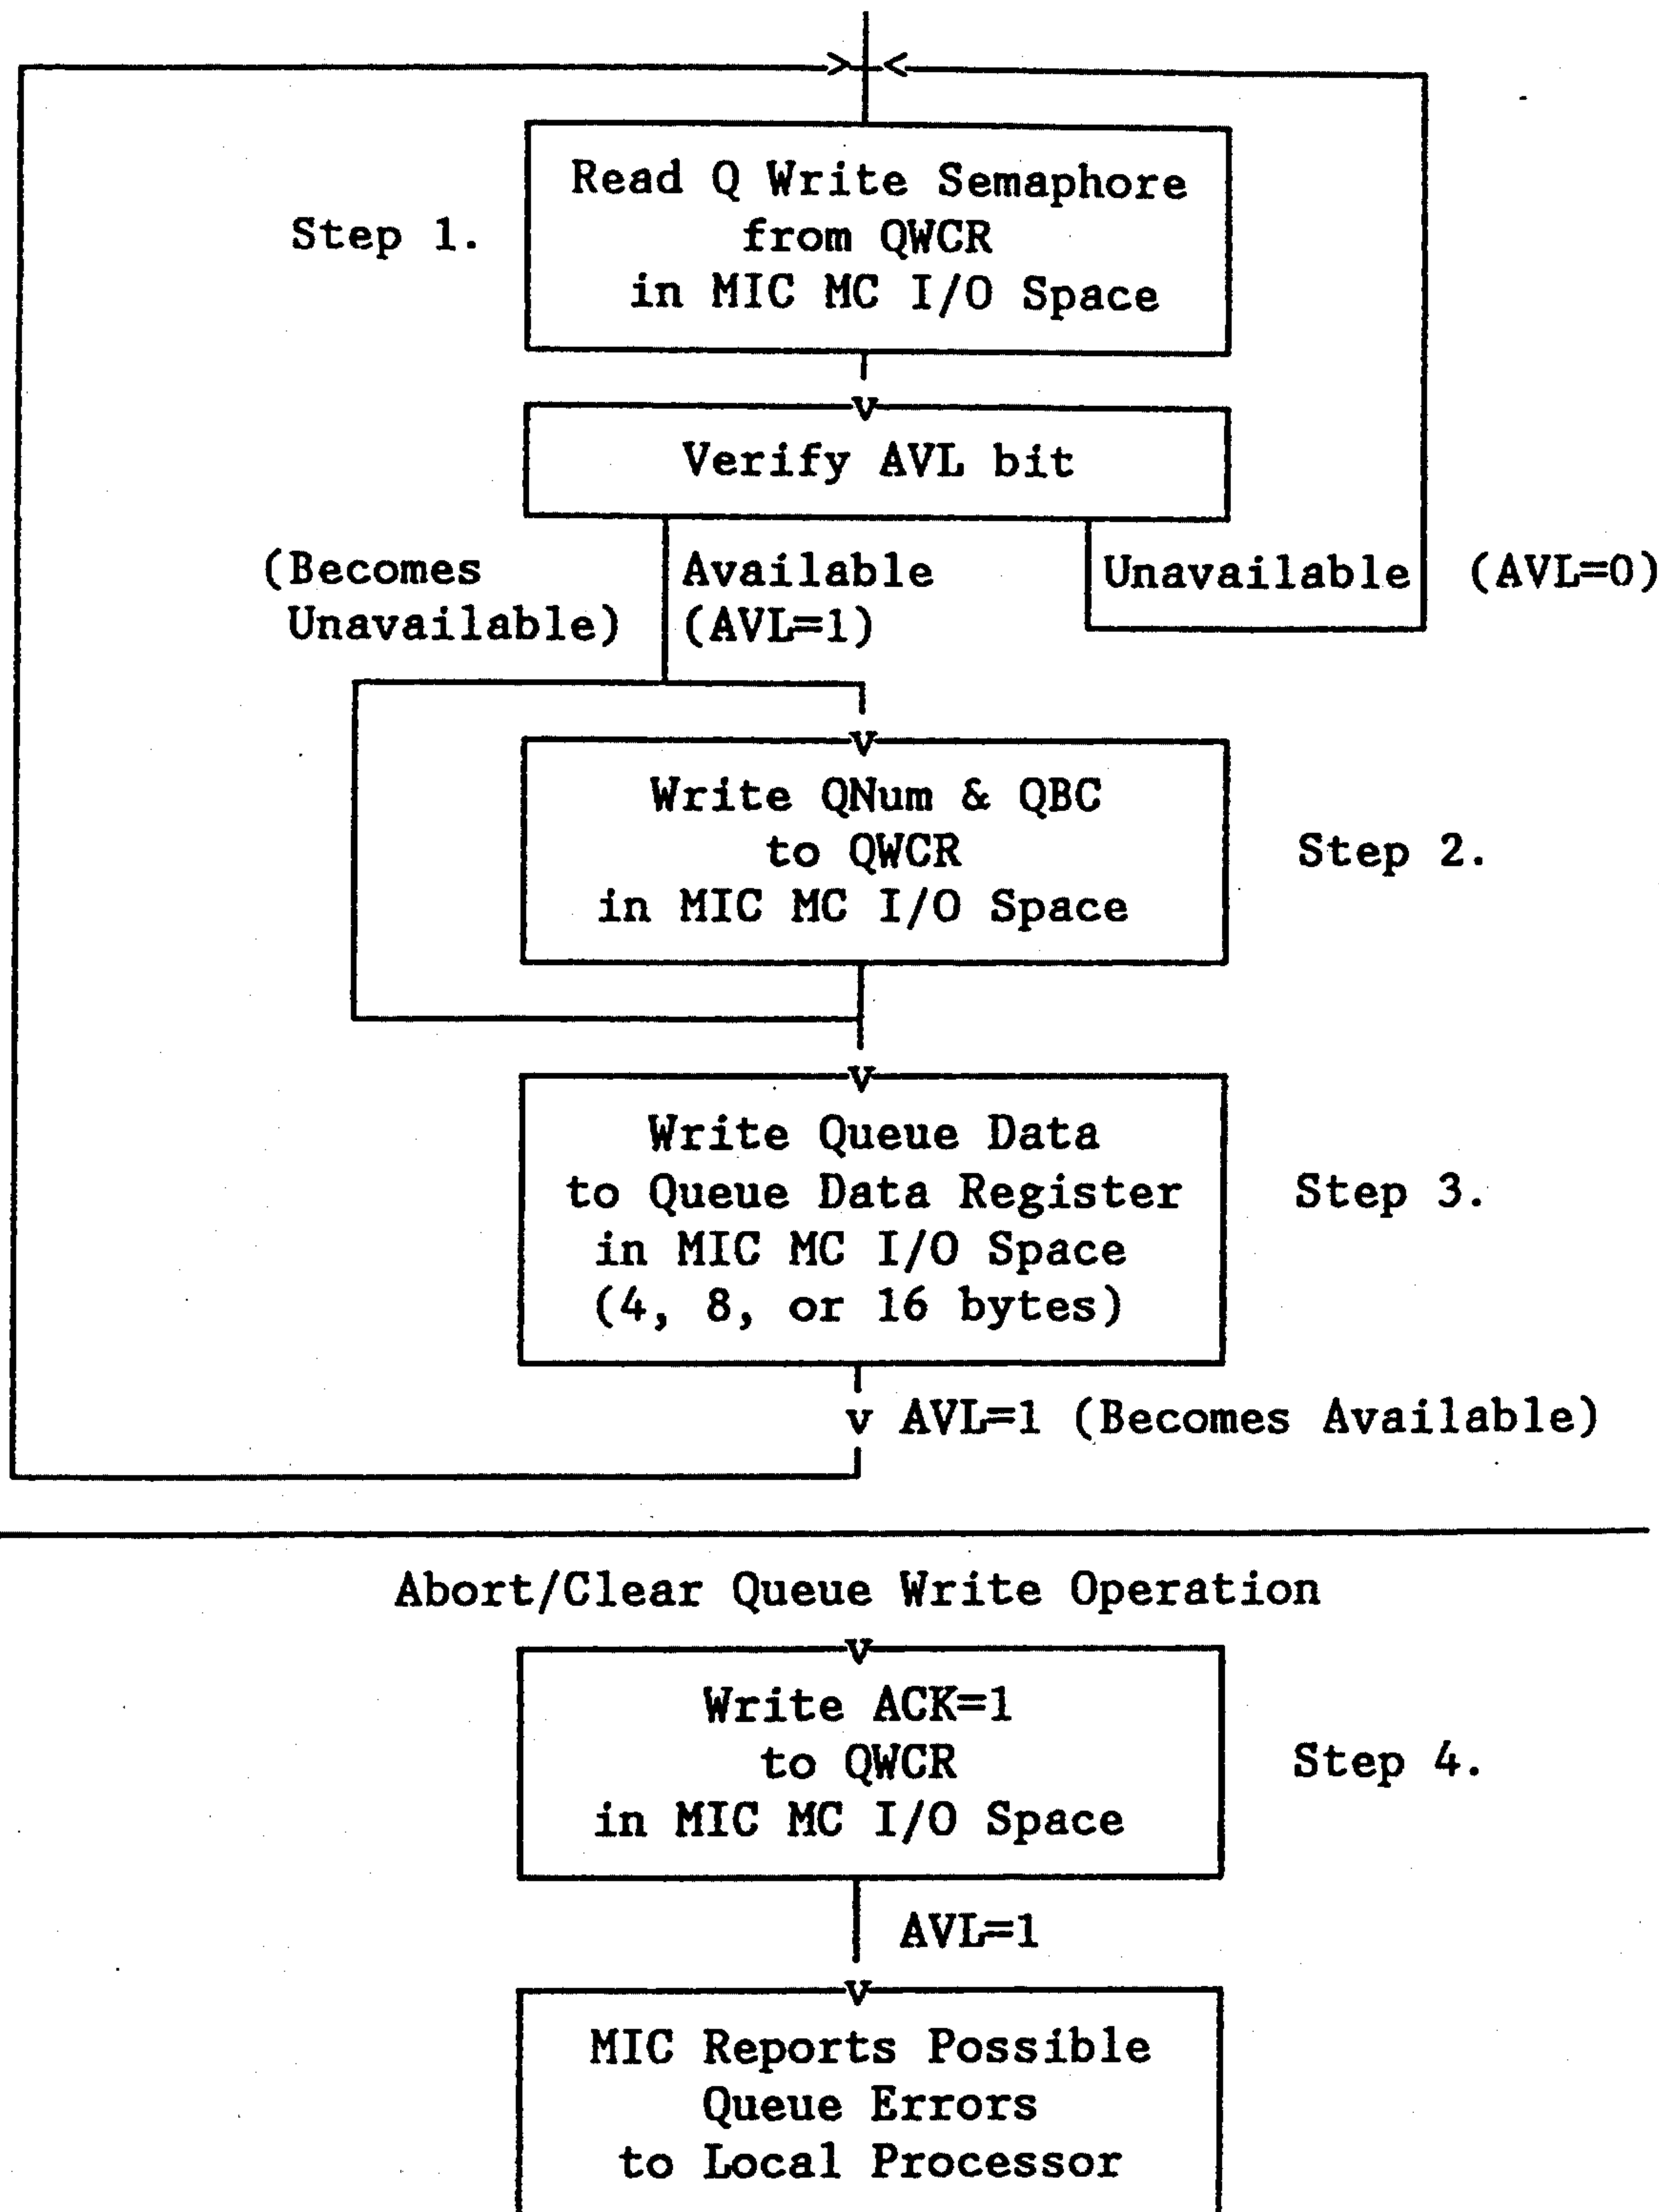 Read Q Write Semaphore
Step 1.
from QWCR
in MIC MC I/O Space
Verify AVL bit
(Becomes
Unavailable)
Available
(AVL=1)
Unavailable
(AVL=0)
Write QNum & QBC
to QWCR
Step 2.
in MIC MC I/O Space
Write Queue Data
to Queue Data Register
Step 3.
in MIC MC I/O Space
(4, 8, or 16 bytes)
AVL=1 (Becomes Available)
Abort/Clear Queue Write Operation
Write ACK=1
to QWCR
Step 4.
in MIC MC I/O Space
AVL=1
MIC Reports Possible
Queue Errors
to Local Processor